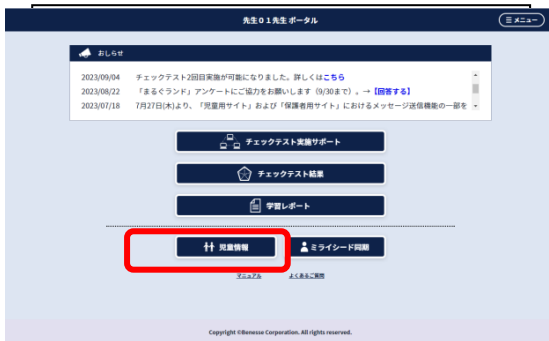 先生01先生 ポータル
メニュー
おしらせ
2023/09/04 チェックテスト2回目実施が可能になりました。詳しくはこちら
2023/08/22 「まるぐランド」アンケートにご協力をお願いします（9/30まで）。→【回答する】
2023/07/18 7月27日(木)より、「児童用サイト」および「保護者用サイト」におけるメッセージ送信機能の一部を
チェックテスト実施サポート
チェックテスト結果
学習レポート
児童情報 ミライシード同期
マニュアル よくあるご質問
Copyright ©Benesse Corporation. All rights reserved.